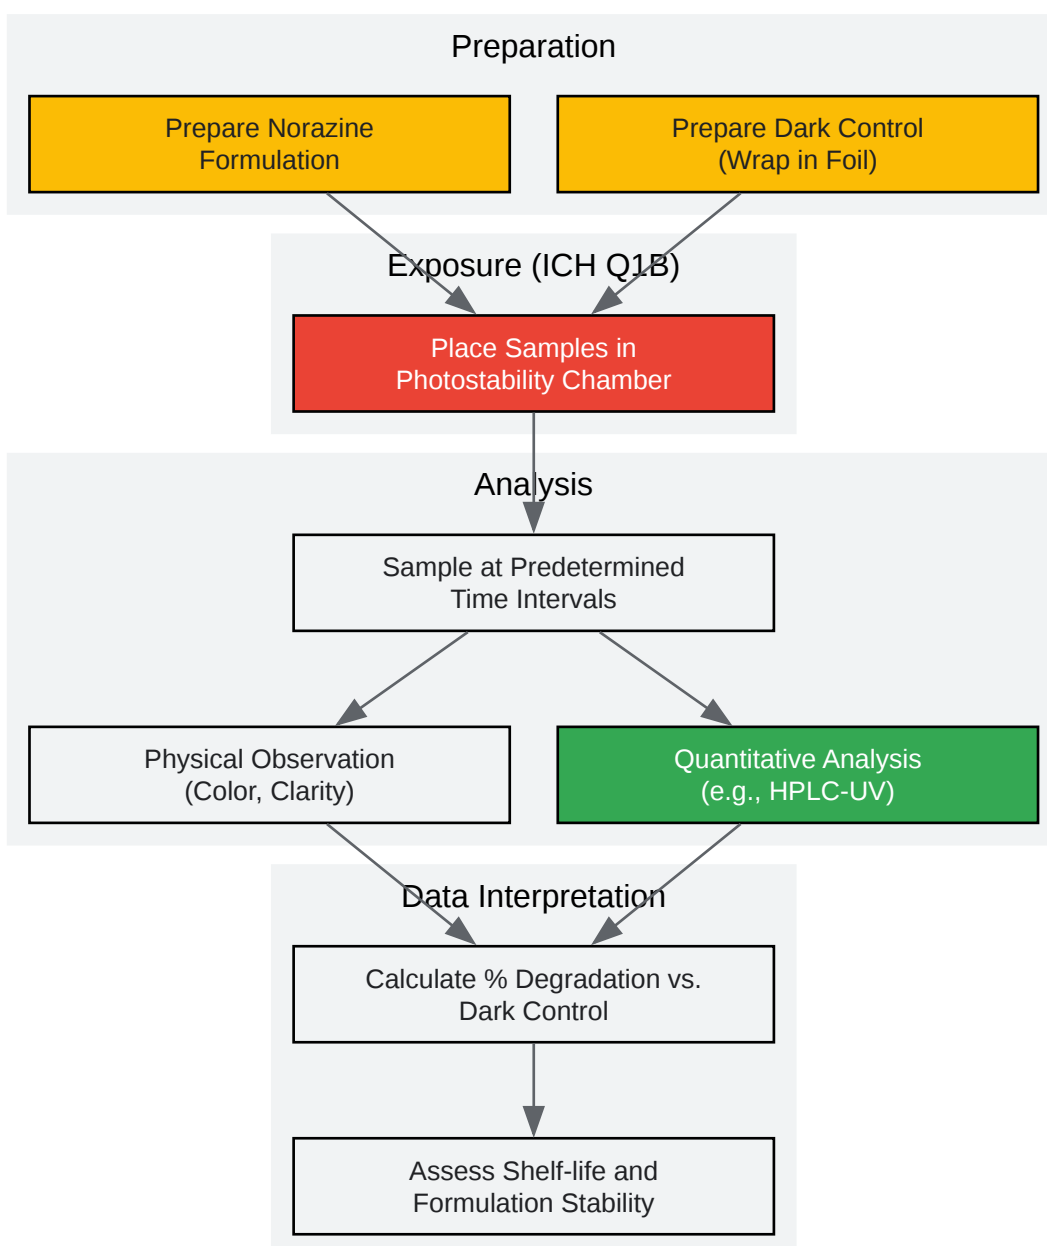 Preparation
Prepare Norazine
Formulation
Prepare Dark Control
(Wrap in Foil)
Exposure (ICH Q1B)
Place Samples in
Photostability Chamber
Analysis
Sample at Predetermined
Time Intervals
Physical Observation
(Color, Clarity)
Quantitative Analysis
(e.g., HPLC-UV)
Data Interpretation
Calculate % Degradation vs.
Dark Control
Assess Shelf-life and
Formulation Stability